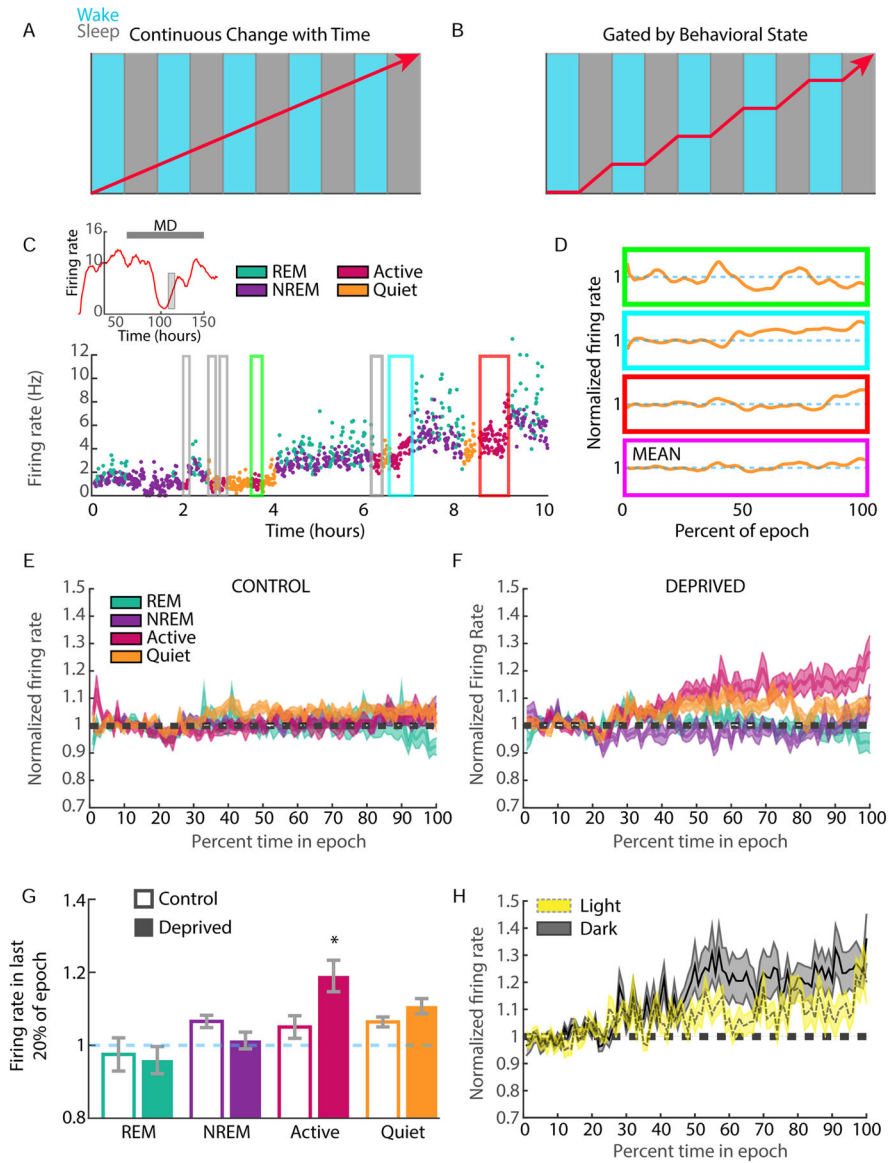 Wake
A Sleep Continuous Change with Time
B Gated by Behavioral State
C
MD
16
10
0
Firing rate
50 100 150
Time (hours)
REM Active
NREM Quiet
12
10
8
6
4
2
0
Firing rate (Hz)
0 2 4 6 8 10
Time (hours)
D
Normalized firing rate
1
1
1
MEAN
1
0 50 100
Percent of epoch
E CONTROL
REM
NREM
Active
Quiet
1.5
1.4
1.3
1.2
1.1
1
0.9
0.8
0.7
Normalized firing rate
0 10 20 30 40 50 60 70 80 90 100
Percent time in epoch
F DEPRIVED
1.5
1.4
1.3
1.2
1.1
1
0.9
0.8
0.7
Normalized Firing Rate
0 10 20 30 40 50 60 70 80 90 100
Percent time in epoch
G
Control
Deprived
*
1.4
1.2
1
0.8
Firing rate in last
20% of epoch
REM NREM Active Quiet
H
Light
Dark
1.5
1.4
1.3
1.2
1.1
1
0.9
0.8
0.7
Normalized firing rate
0 10 20 30 40 50 60 70 80 90 100
Percent time in epoch